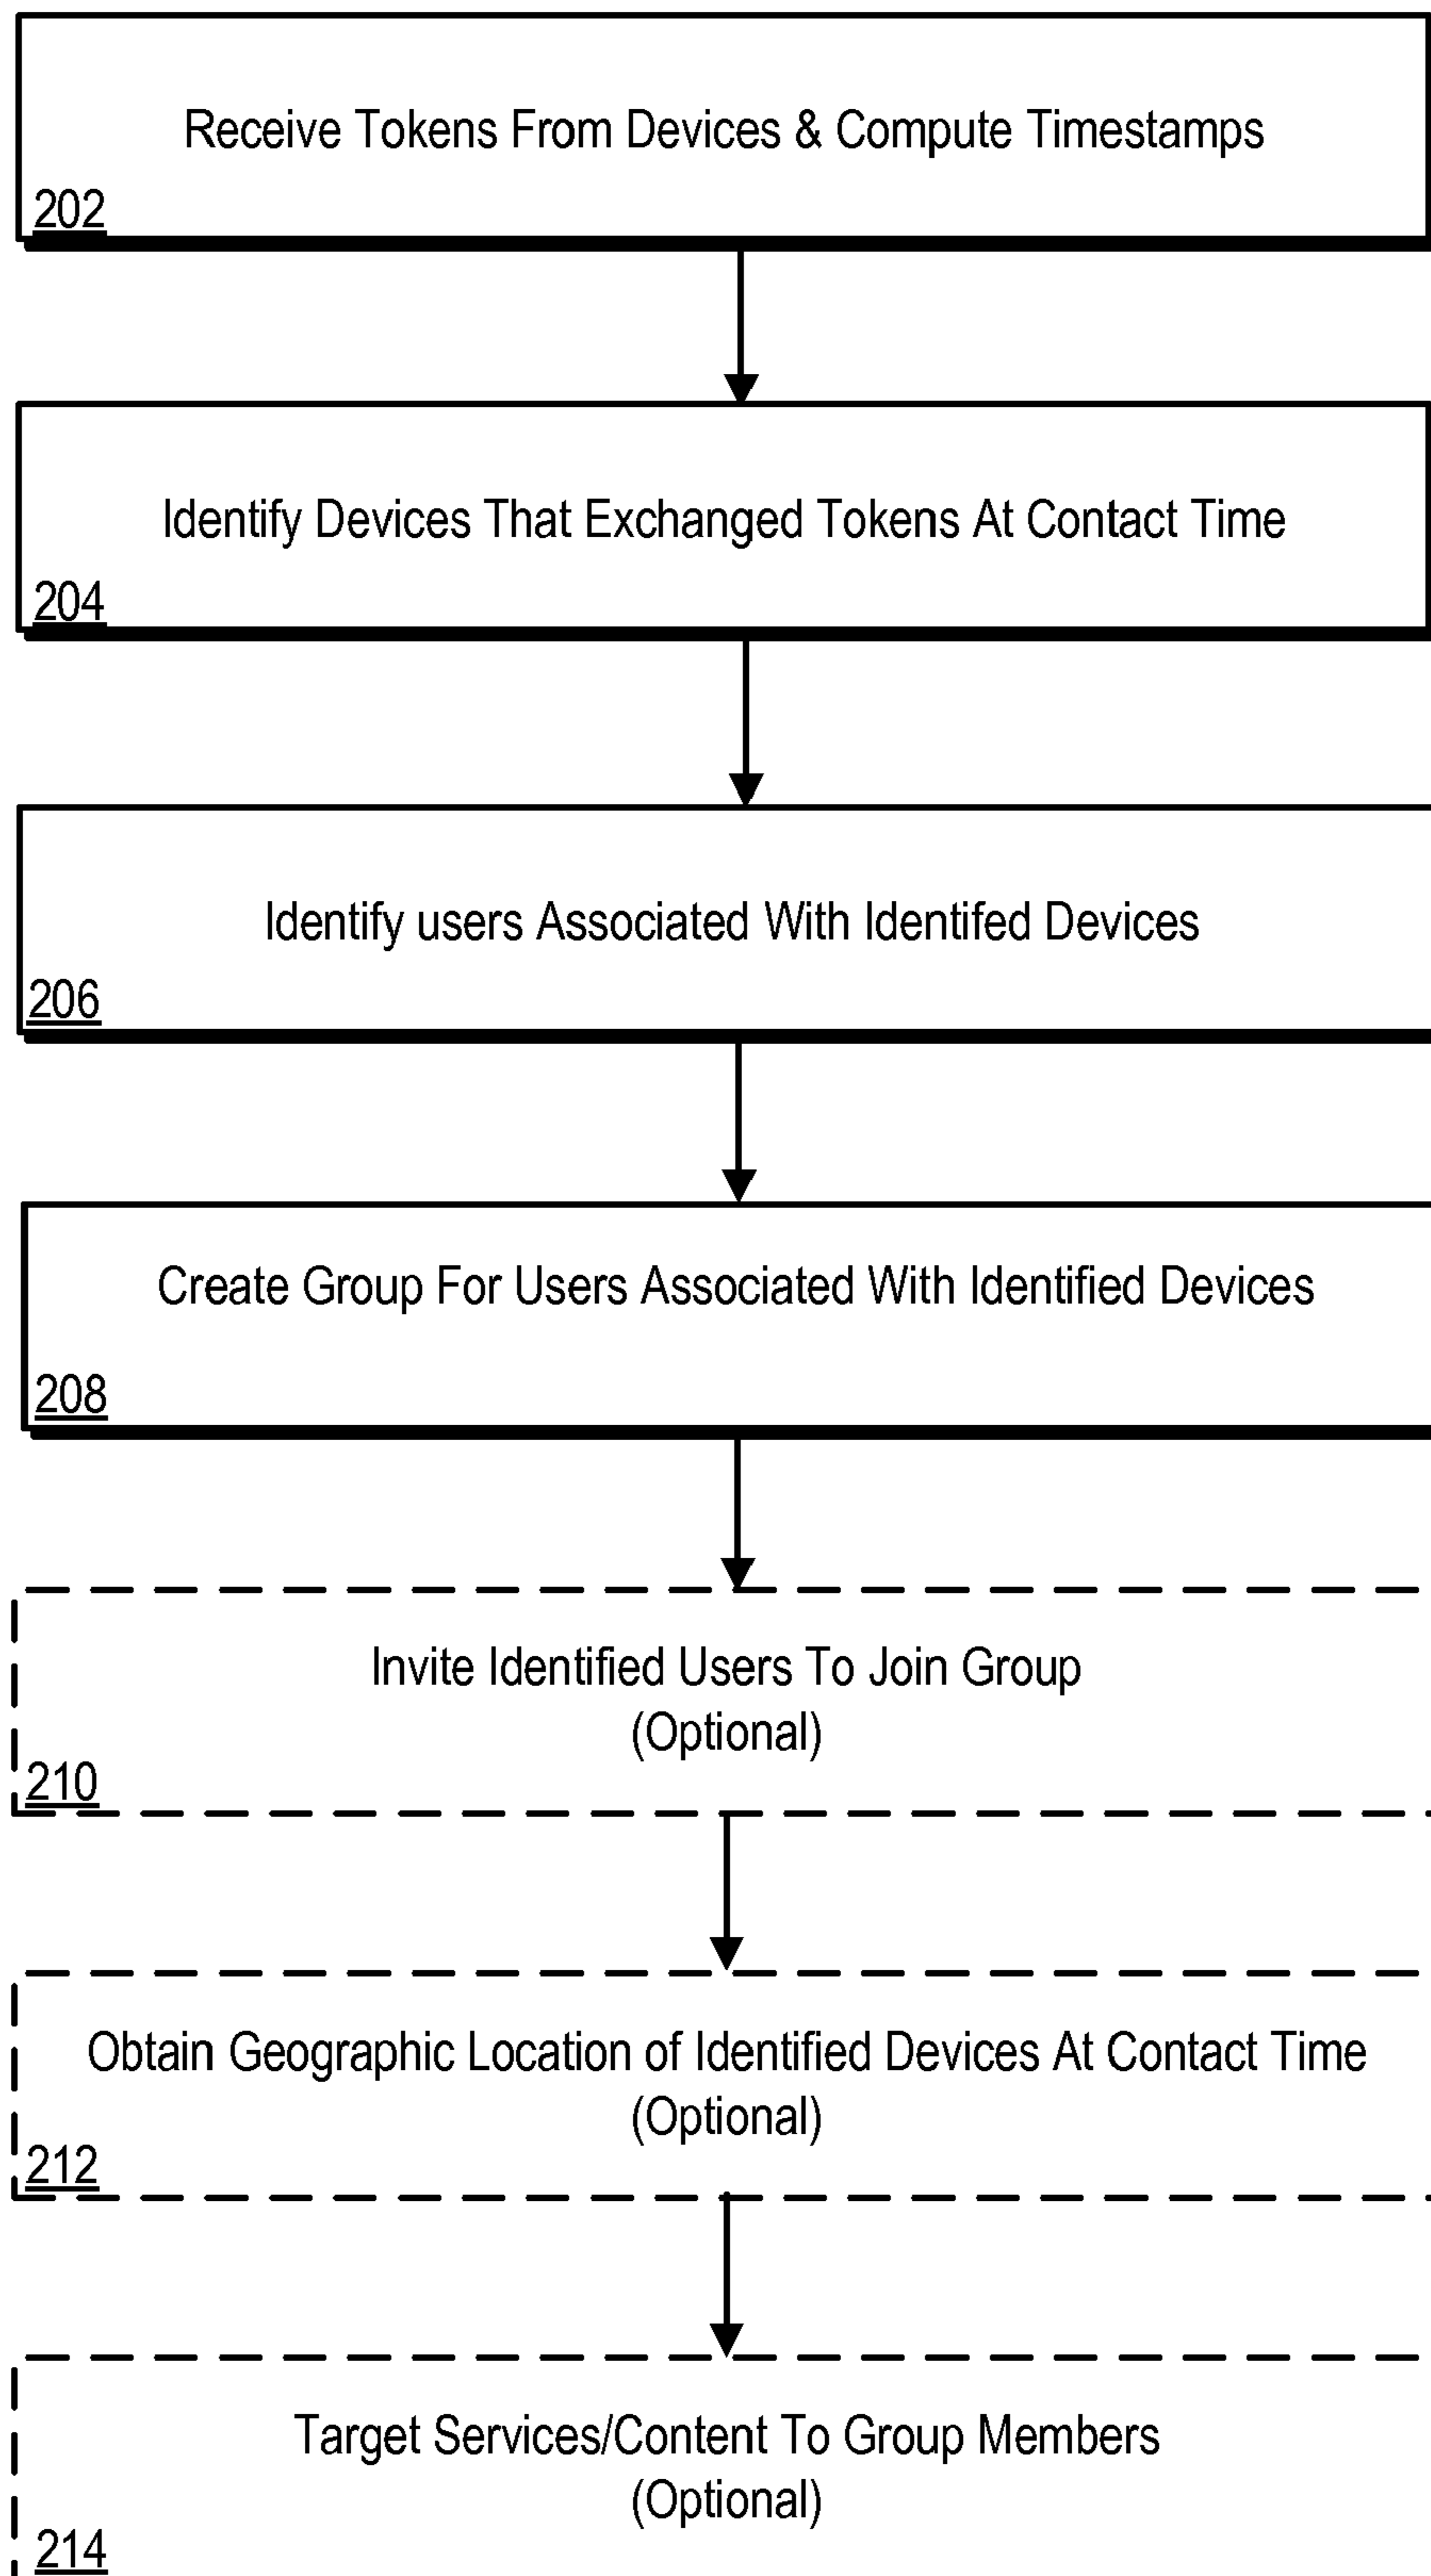 Receive Tokens From Devices & Compute Timestamps
202
Identify Devices That Exchanged Tokens At Contact Time
204
Identify users Associated With Identifed Devices
206
Create Group For Users Associated With Identified Devices
208
Invite Identified Users To Join Group
(Optional)
210
Obtain Geographic Location of Identified Devices At Contact Time
(Optional)
212
Target Services/Content To Group Members
(Optional)
214